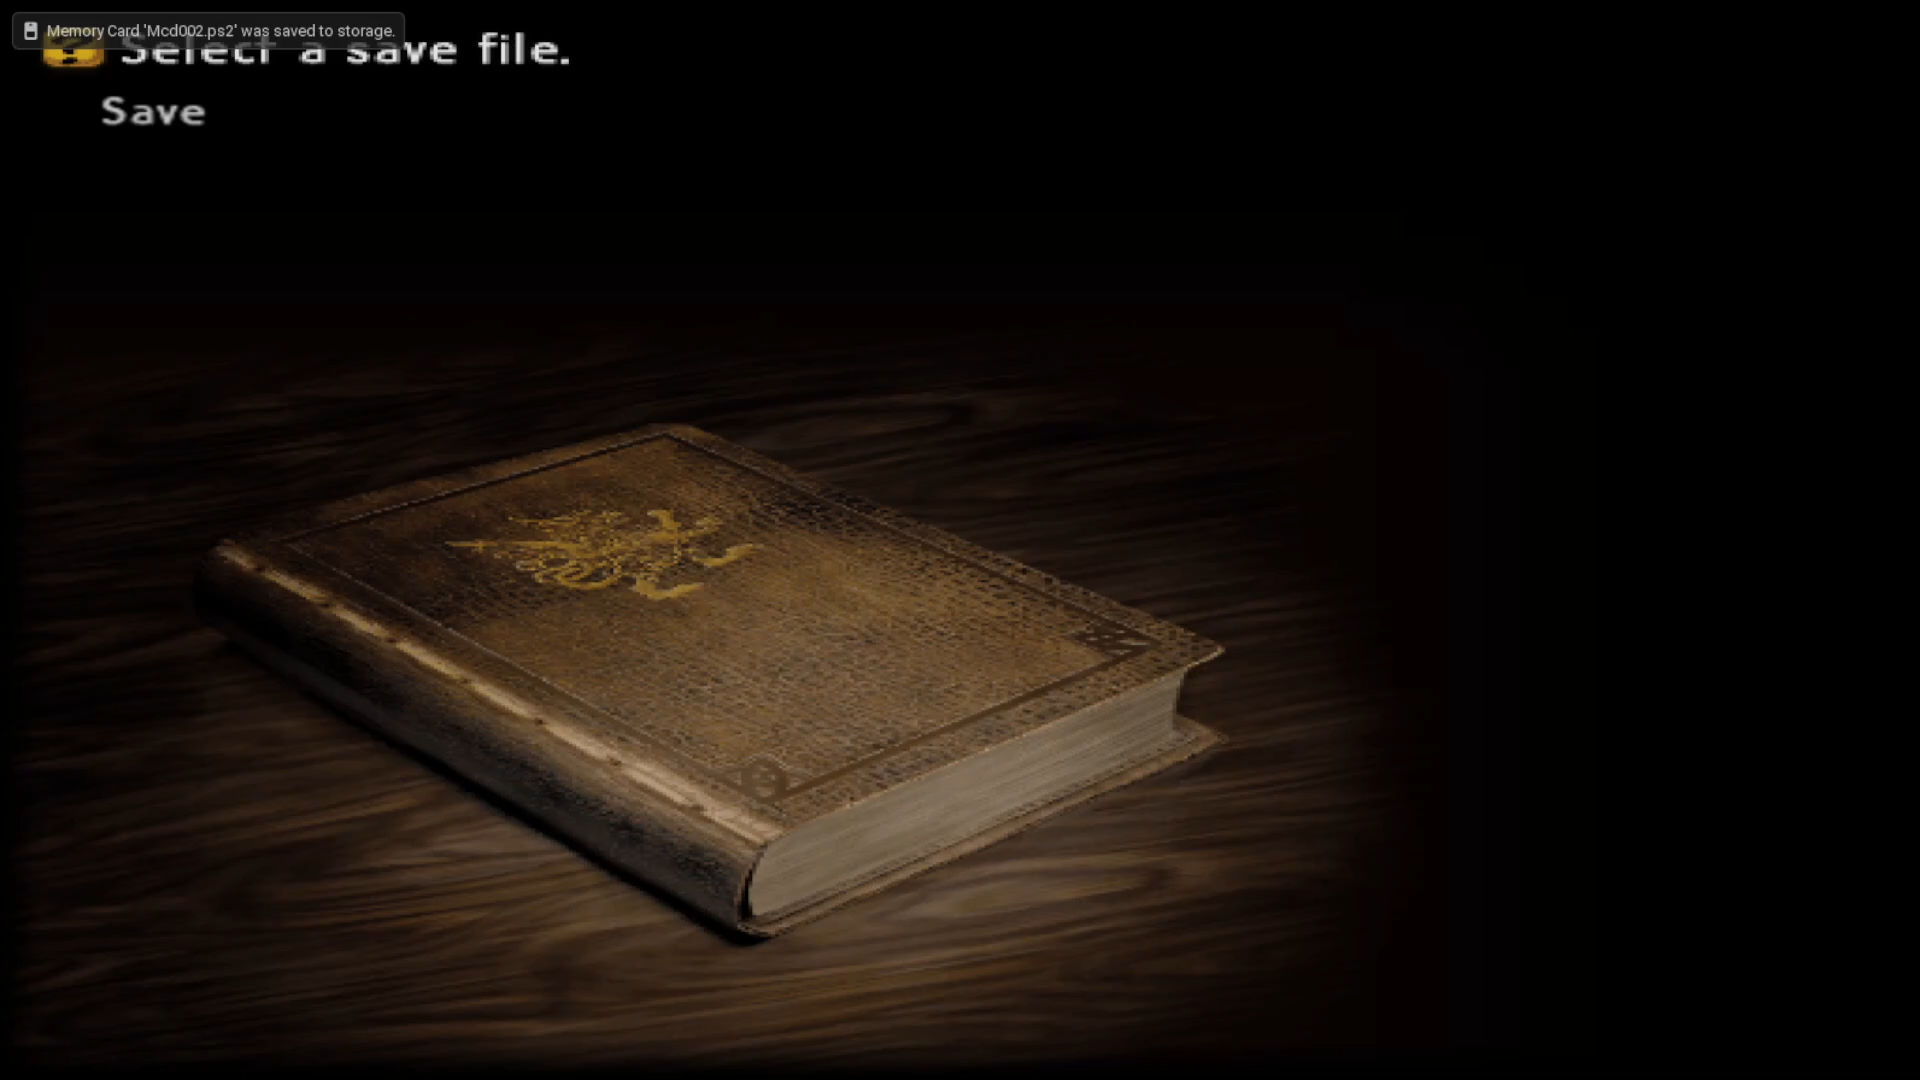 Memory Card 'Mcd002.ps2' was saved to storage.
Select a save file.
Save